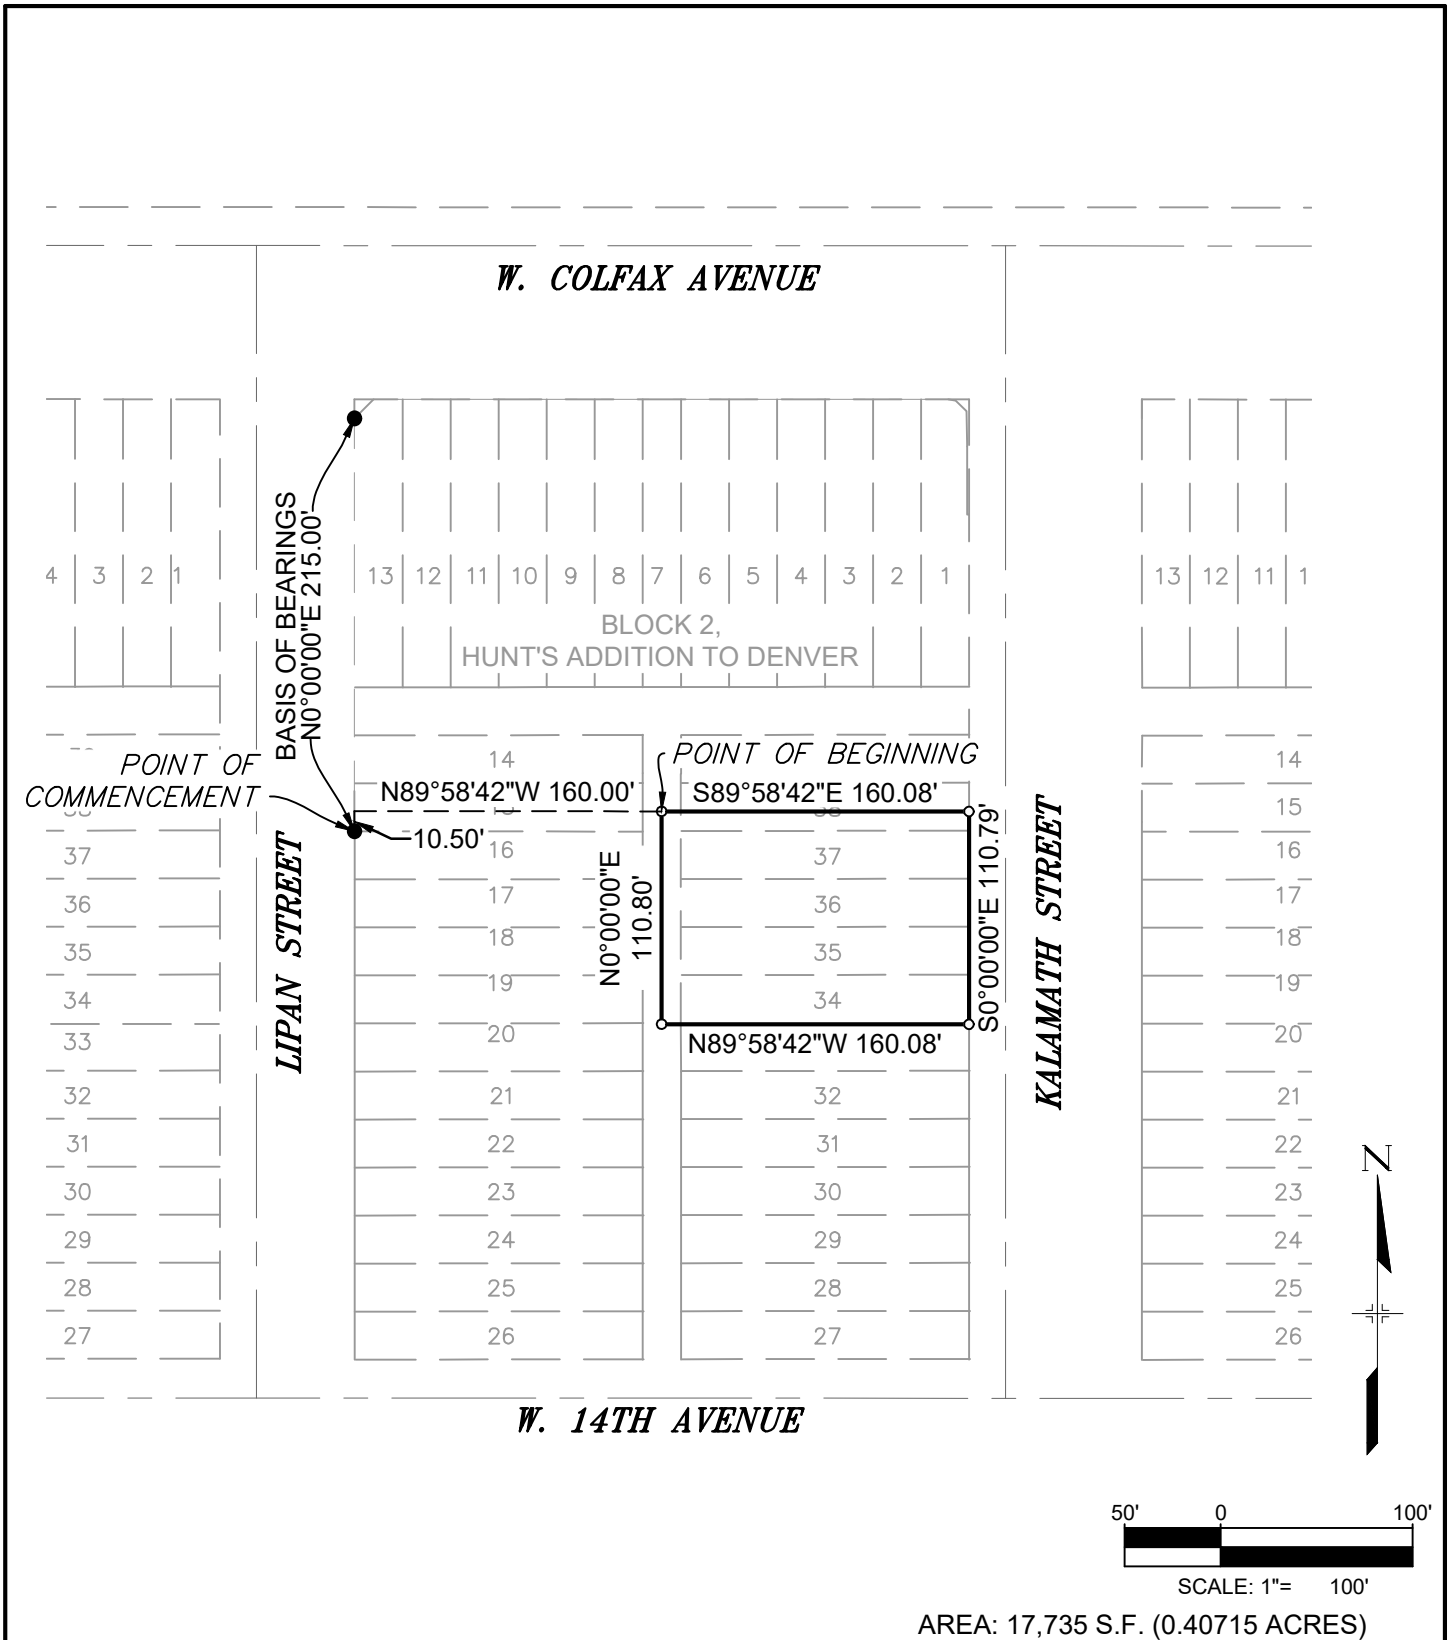 W. COLFAX AVENUE
4 3 2 1
13 12 11 10 9 8 7 6 5 4 3 2 1
13 12 11 1
BLOCK 2,
HUNT'S ADDITION TO DENVER
BASIS OF BEARINGS
N0°00'00"E 215.00'
POINT OF
COMMENCEMENT
N89°58'42"W 160.00'
10.50'
POINT OF BEGINNING
S89°58'42"E 160.08'
N0°00'00"E
110.80'
S0°00'00"E 110.79'
N89°58'42"W 160.08'
LIPAN STREET
KALAMATH STREET
38
37
36
35
34
33
32
31
30
29
28
27
14
15
16
17
18
19
20
21
22
23
24
25
26
38
37
36
35
34
32
31
30
29
28
27
14
15
16
17
18
19
20
21
22
23
24
25
26
W. 14TH AVENUE
N
50' 0 100'
SCALE: 1"= 100'
AREA: 17,735 S.F. (0.40715 ACRES)